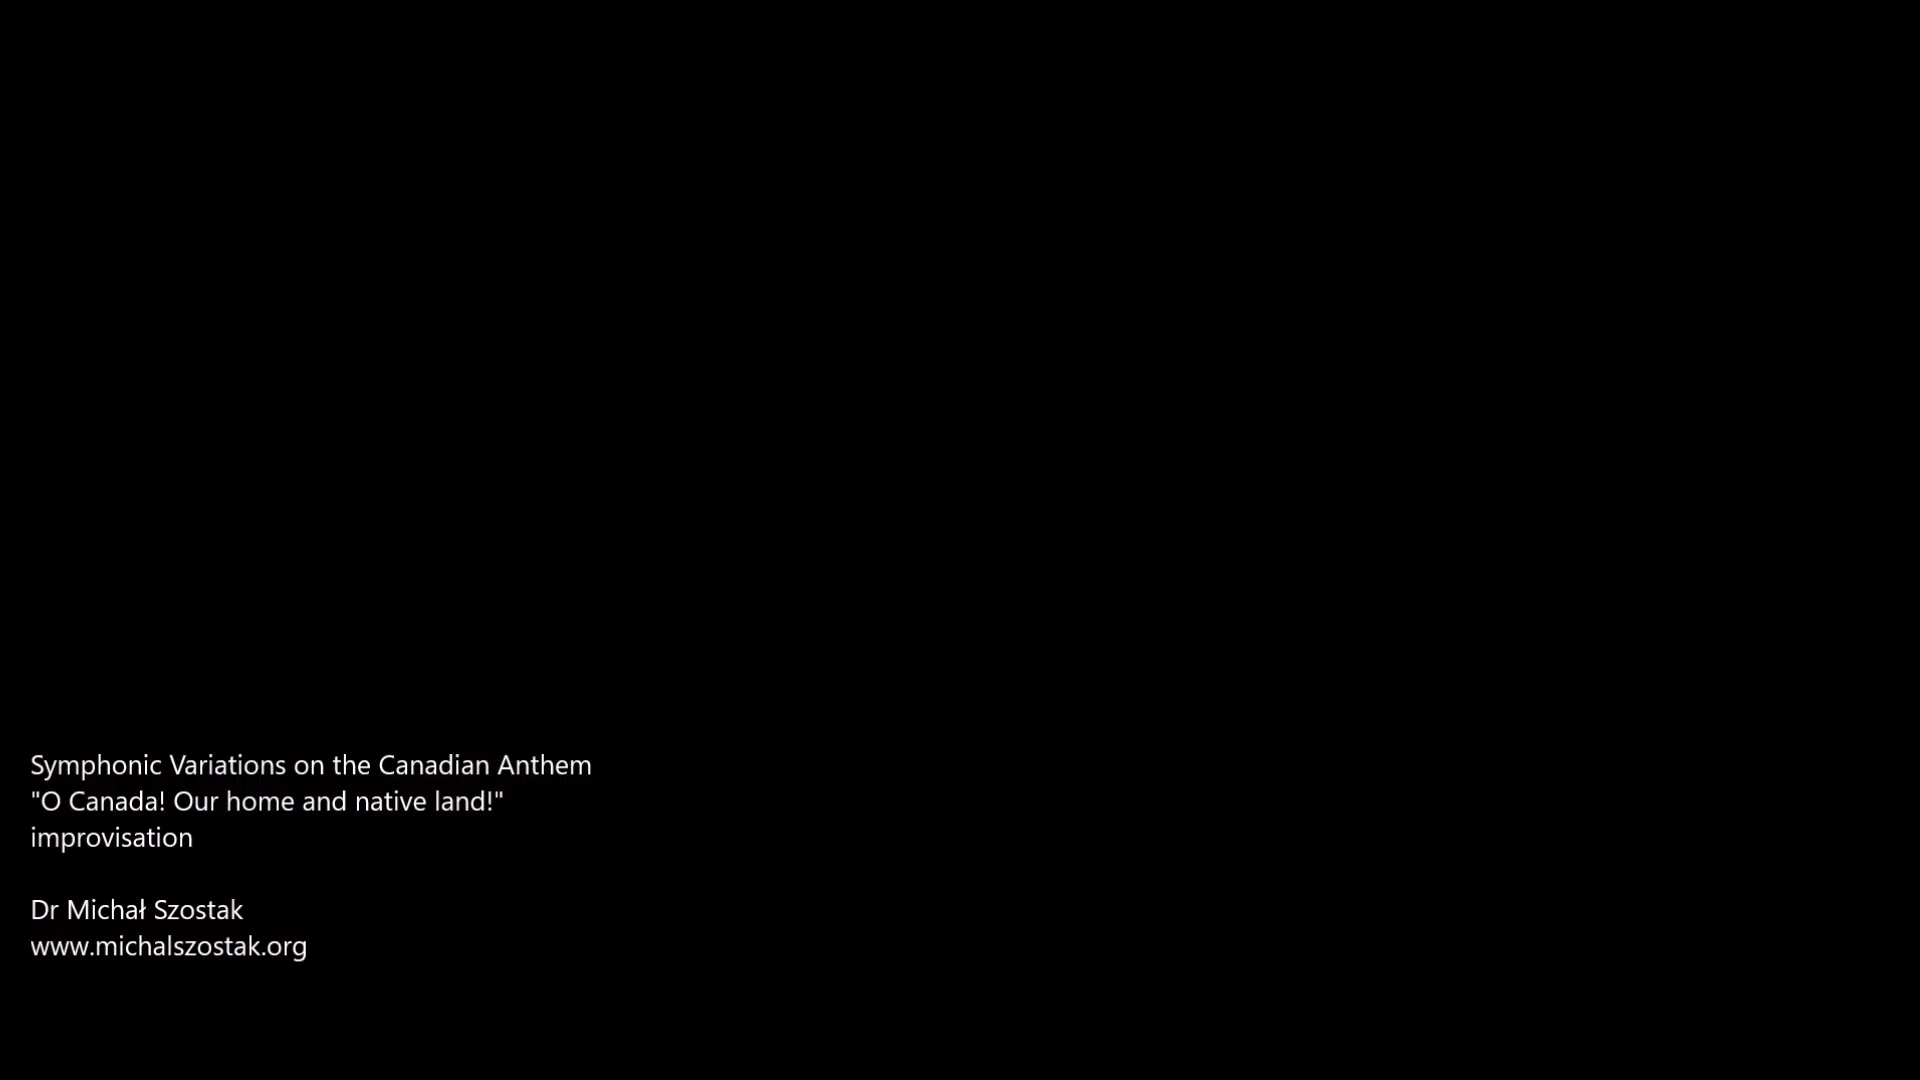 Symphonic Variations on the Canadian Anthem
"O Canada! Our home and native land!"
improvisation
Dr Michał Szostak
www.michalszostak.org